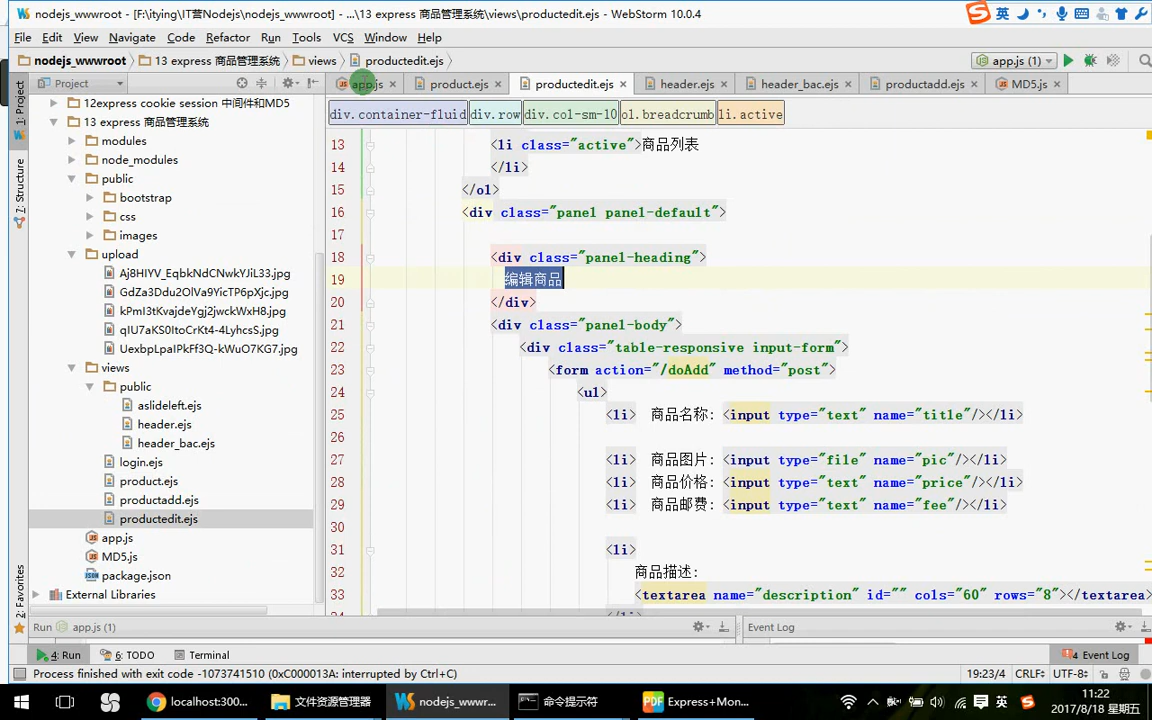 nodejs_wwwroot - [F:\itying\IT营Nodejs\nodejs_wwwroot] - ...\13 express 商品管理系统\views\productedit.ejs - WebStorm 10.0.4
英
File Edit View Navigate Code Refactor Run Tools VCS Window Help
nodejs_wwwroot 13 express 商品管理系统 views productedit.ejs
app.js (1)
Project
app.js product.ejs productedit.ejs header.ejs header_bac.ejs productadd.ejs MD5.js
1: Project
7: Structure
2: Favorites
12express cookie session 中间件和MD5
13 express 商品管理系统
modules
node_modules
public
bootstrap
css
images
upload
Aj8HIYV_EqbkNdCNwkYJiL33.jpg
GdZa3Ddu2OlVa9YicTP6pXjc.jpg
kPmI3tKvajdeYgj2jwckWxH8.jpg
qIU7aKS0ItoCrKt4-4LyhcsS.jpg
UexbpLpaIPkFf3Q-kWuO7KG7.jpg
views
public
aslideleft.ejs
header.ejs
header_bac.ejs
login.ejs
product.ejs
productadd.ejs
productedit.ejs
app.js
MD5.js
package.json
External Libraries
div.container-fluid div.row div.col-sm-10 ol.breadcrumb li.active
13 <li class="active">商品列表
14 </li>
15 </ol>
16 <div class="panel panel-default">
17
18 <div class="panel-heading">
19 编辑商品
20 </div>
21 <div class="panel-body">
22 <div class="table-responsive input-form">
23 <form action="/doAdd" method="post">
24 <ul>
25 <li> 商品名称: <input type="text" name="title"/></li>
26
27 <li> 商品图片: <input type="file" name="pic"/></li>
28 <li> 商品价格: <input type="text" name="price"/></li>
29 <li> 商品邮费: <input type="text" name="fee"/></li>
30
31 <li>
32 商品描述:
33 <textarea name="description" id="" cols="60" rows="8"></textarea>
Run app.js (1)
Event Log
4: Run 6: TODO Terminal
4 Event Log
Process finished with exit code -1073741510 (0xC000013A: interrupted by Ctrl+C)
19:23/4 CRLF UTF-8
localhost:300...
文件资源管理器
nodejs_wwwr...
命令提示符
Express+Mon...
英
11:22
2017/8/18 星期五